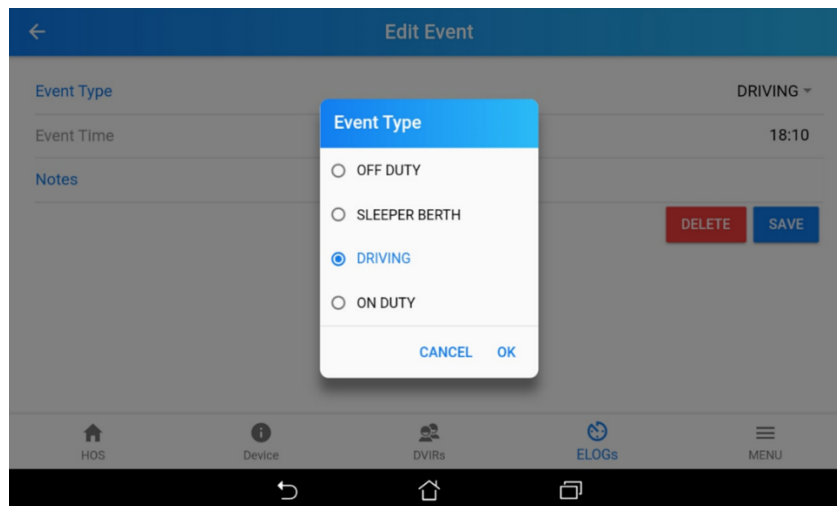 Edit Event
Event Type
DRIVING
Event Time
18:10
Notes
DELETE
SAVE
Event Type
OFF DUTY
SLEEPER BERTH
DRIVING
ON DUTY
CANCEL OK
HOS
Device
DVIRs
ELOGs
MENU